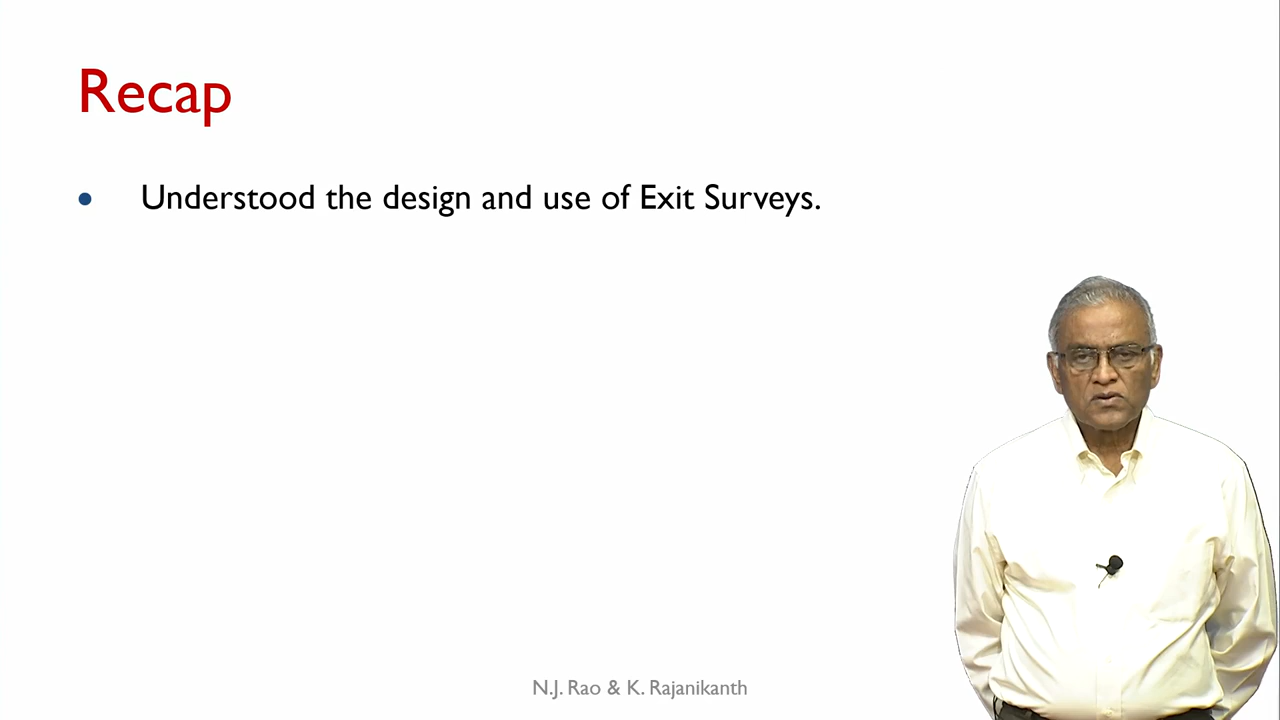 Recap
• Understood the design and use of Exit Surveys.
N.J. Rao & K. Rajanikanth